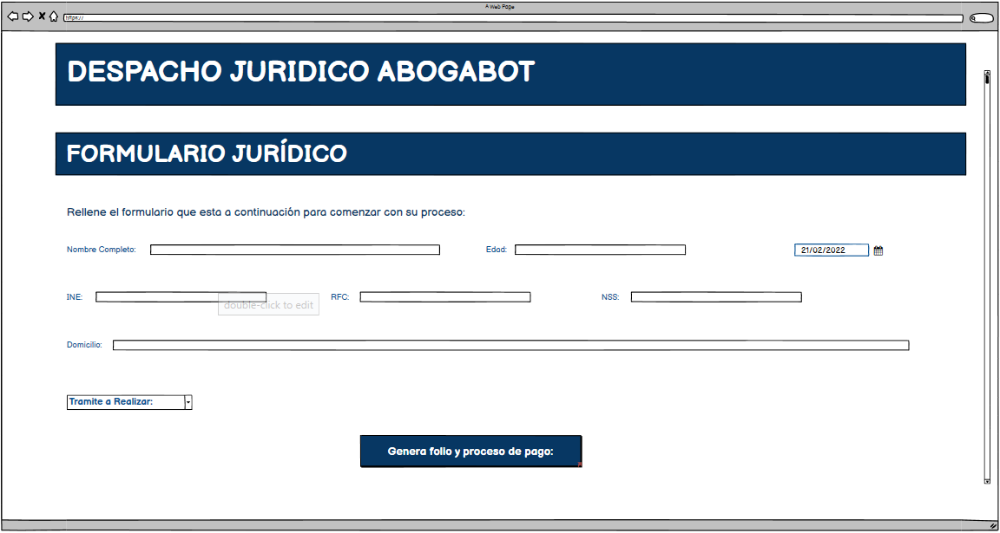 A Web Page
https://
DESPACHO JURIDICO ABOGABOT
FORMULARIO JURÍDICO
Rellene el formulario que esta a continuación para comenzar con su proceso:
Nombre Completo: Edad: 21/02/2022
INE: RFC: NSS:
double-click to edit
Domicilio:
Tramite a Realizar:
Genera folio y proceso de pago: